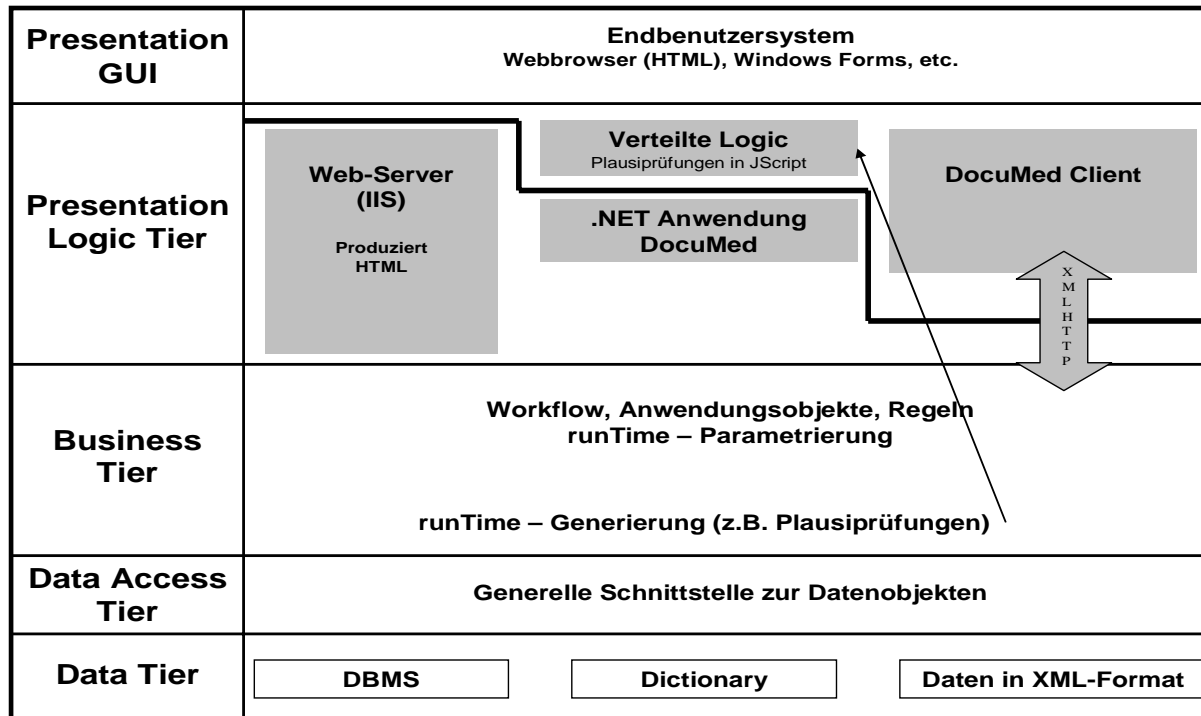 Presentation
GUI
Endbenutzersystem
Webbrowser (HTML), Windows Forms, etc.
Presentation
Logic Tier
Web-Server
(IIS)
Produziert
HTML
Verteilte Logic
Plausiprüfungen in JScript
.NET Anwendung
DocuMed
DocuMed Client
XMLHTTP
Business
Tier
Workflow, Anwendungsobjekte, Regeln
runTime – Parametrierung
runTime – Generierung (z.B. Plausiprüfungen)
Data Access
Tier
Generelle Schnittstelle zur Datenobjekten
Data Tier
DBMS
Dictionary
Daten in XML-Format